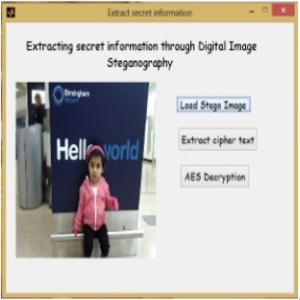 Extract secret information
Extracting secret information through Digital Image
Steganography
Birmingham
Airport
Hello world
Load Stego Image
Extract cipher text
AES Decryption